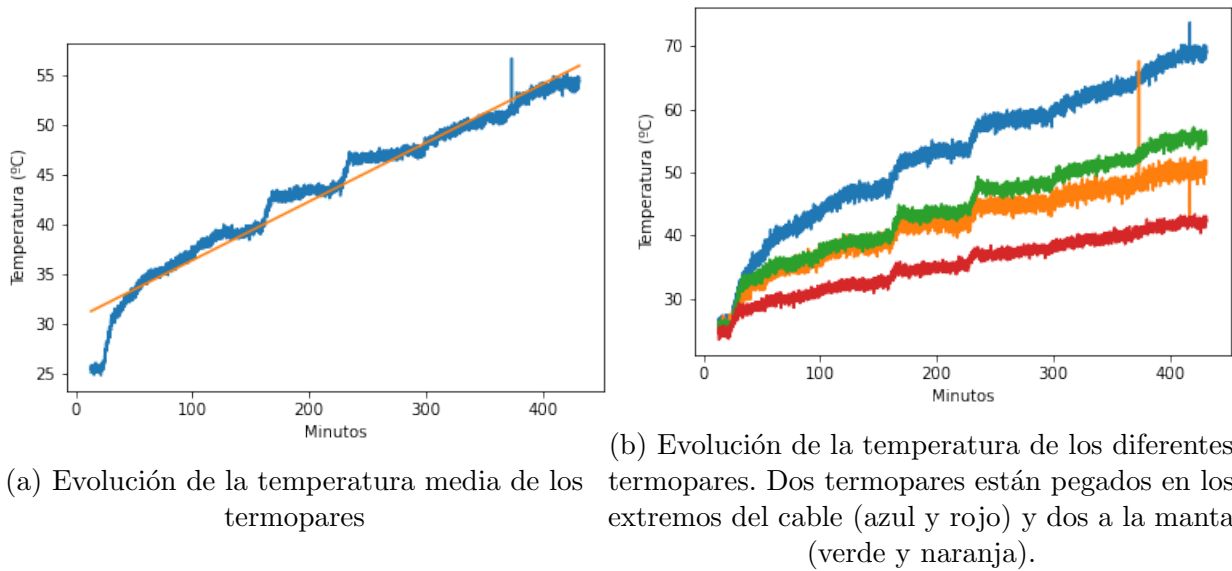 55
50
45
40
35
30
25
Temperatura (ºC)
0 100 200 300 400
Minutos
(a) Evolución de la temperatura media de los
termopares
70
60
50
40
30
Temperatura (ºC)
0 100 200 300 400
Minutos
(b) Evolución de la temperatura de los diferentes
termopares. Dos termopares están pegados en los
extremos del cable (azul y rojo) y dos a la manta
(verde y naranja).